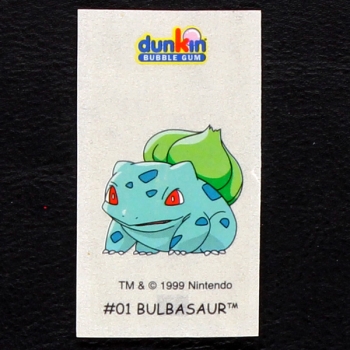 dunkin
BUBBLE GUM
TM & © 1999 Nintendo
#01 BULBASAUR™